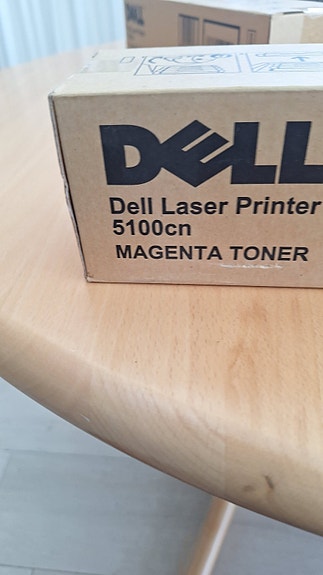 DELL
Dell Laser Printer
5100cn
MAGENTA TONER